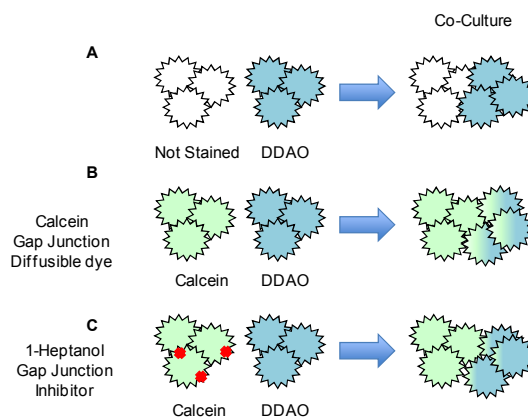 Co-Culture
A
Not Stained DDAO
B
Calcein
Gap Junction
Diffusible dye
Calcein DDAO
C
1-Heptanol
Gap Junction
Inhibitor
Calcein DDAO